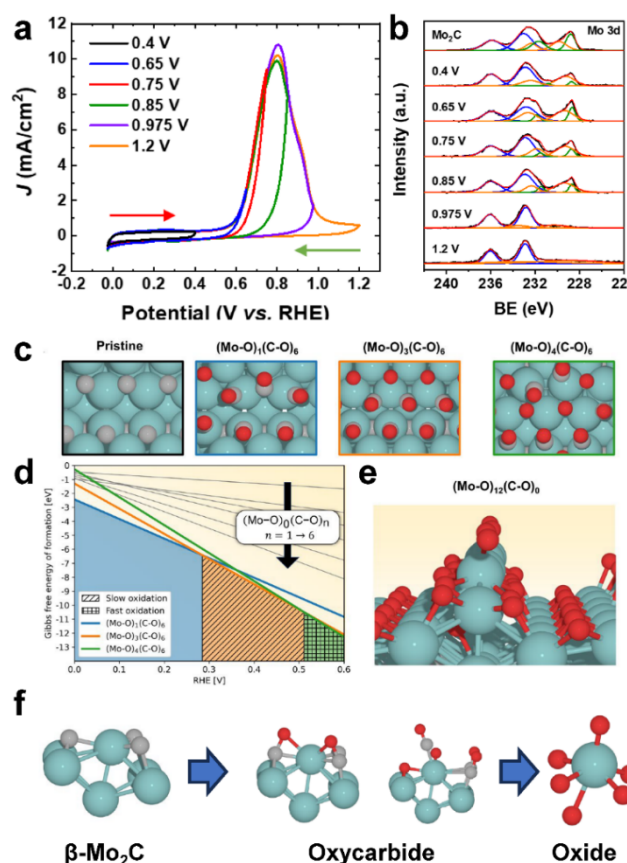 a
0.4 V
0.65 V
0.75 V
0.85 V
0.975 V
1.2 V
J (mA/cm²)
12
10
8
6
4
2
0
-2
-0.2 0.0 0.2 0.4 0.6 0.8 1.0 1.2
Potential (V vs. RHE)
b
Mo₂C
Mo 3d
0.4 V
0.65 V
0.75 V
0.85 V
0.975 V
1.2 V
Intensity (a.u.)
240 236 232 228 22
BE (eV)
c
Pristine
(Mo-O)₁(C-O)₆
(Mo-O)₃(C-O)₆
(Mo-O)₄(C-O)₆
d
Gibbs free energy of formation [eV]
0
-1
-2
-3
-4
-5
-6
-7
-8
-9
-10
-11
-12
-13
(Mo−O)₀(C−O)ₙ
n = 1 → 6
Slow oxidation
Fast oxidation
(Mo-O)₁(C-O)₆
(Mo-O)₃(C-O)₆
(Mo-O)₄(C-O)₆
0.0 0.1 0.2 0.3 0.4 0.5 0.6
RHE [V]
e
(Mo-O)₁₂(C-O)₀
f
β-Mo₂C
Oxycarbide
Oxide